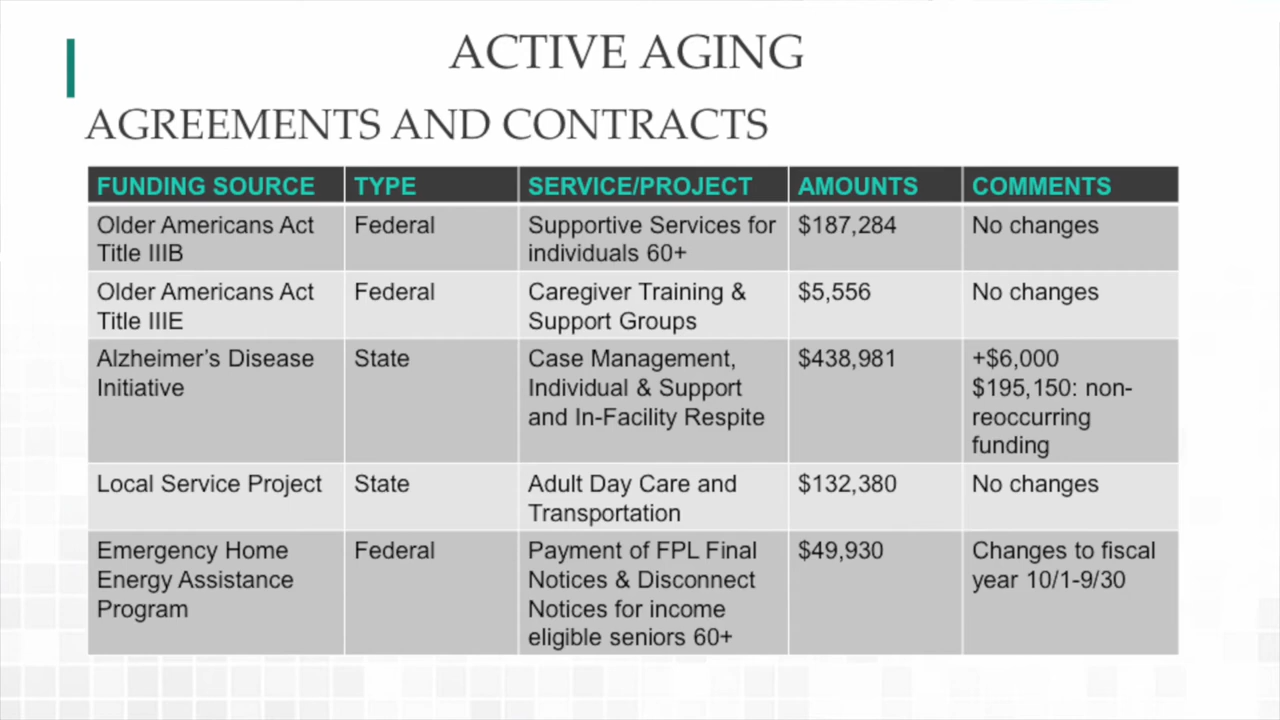 ACTIVE AGING
AGREEMENTS AND CONTRACTS
FUNDING SOURCE TYPE SERVICE/PROJECT AMOUNTS COMMENTS
Older Americans Act Federal Supportive Services for $187,284 No changes
Title IIIB individuals 60+
Older Americans Act Federal Caregiver Training & $5,556 No changes
Title IIIE Support Groups
Alzheimer’s Disease State Case Management, $438,981 +$6,000
Initiative Individual & Support $195,150: non-
and In-Facility Respite reoccurring
funding
Local Service Project State Adult Day Care and $132,380 No changes
Transportation
Emergency Home Federal Payment of FPL Final $49,930 Changes to fiscal
Energy Assistance Notices & Disconnect year 10/1-9/30
Program Notices for income
eligible seniors 60+